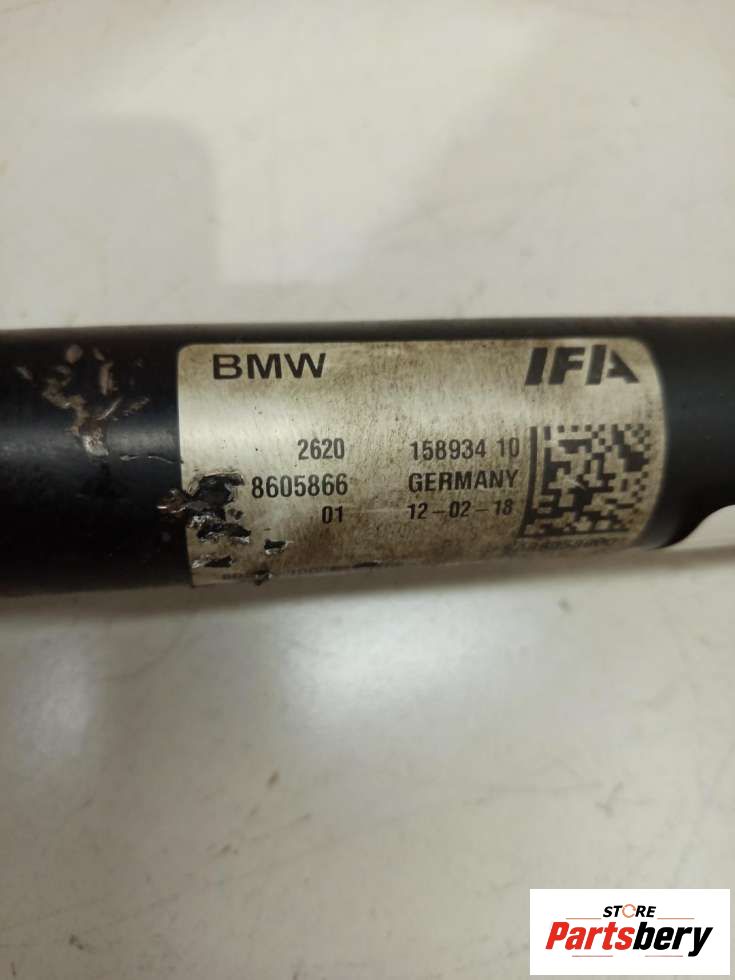 BMW IFA
2620 158934 10
8605866 GERMANY
01 12-02-18
STORE
Partsbery